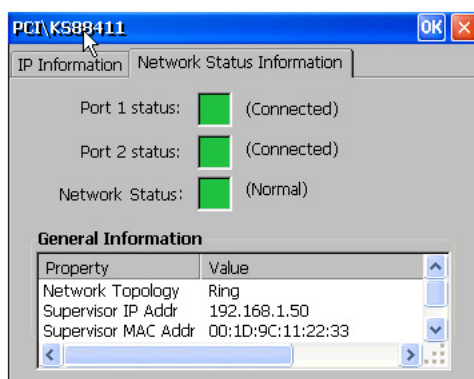 PCI\KS88411 OK
IP Information Network Status Information
Port 1 status: (Connected)
Port 2 status: (Connected)
Network Status: (Normal)
General Information
Property Value
Network Topology Ring
Supervisor IP Addr 192.168.1.50
Supervisor MAC Addr 00:1D:9C:11:22:33